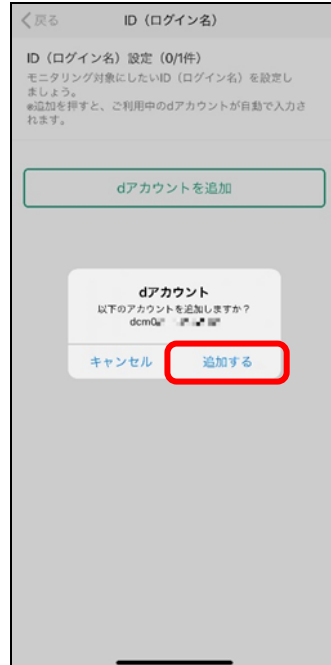 戻る ID（ログイン名）
ID（ログイン名）設定（0/1件）
モニタリング対象にしたいID（ログイン名）を設定し
ましょう。
※追加を押すと、ご利用中のdアカウントが自動で入力さ
れます。
dアカウントを追加
dアカウント
以下のアカウントを追加しますか？
キャンセル 追加する